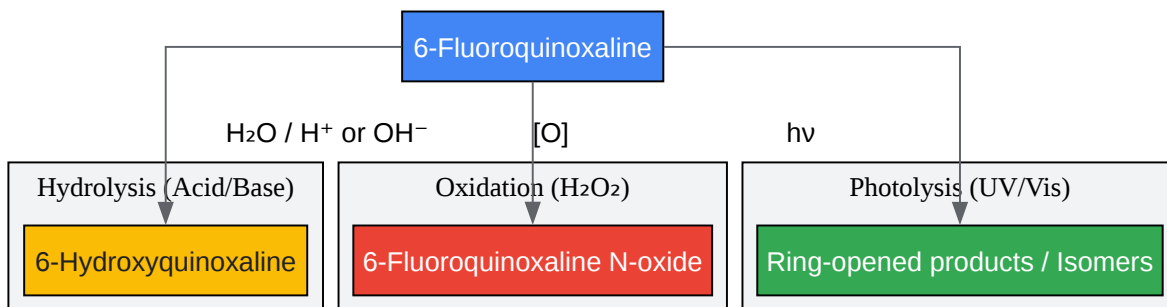 6-Fluoroquinoxaline
H₂O / H⁺ or OH⁻
[O]
hν
Hydrolysis (Acid/Base)
Oxidation (H₂O₂)
Photolysis (UV/Vis)
6-Hydroxyquinoxaline
6-Fluoroquinoxaline N-oxide
Ring-opened products / Isomers